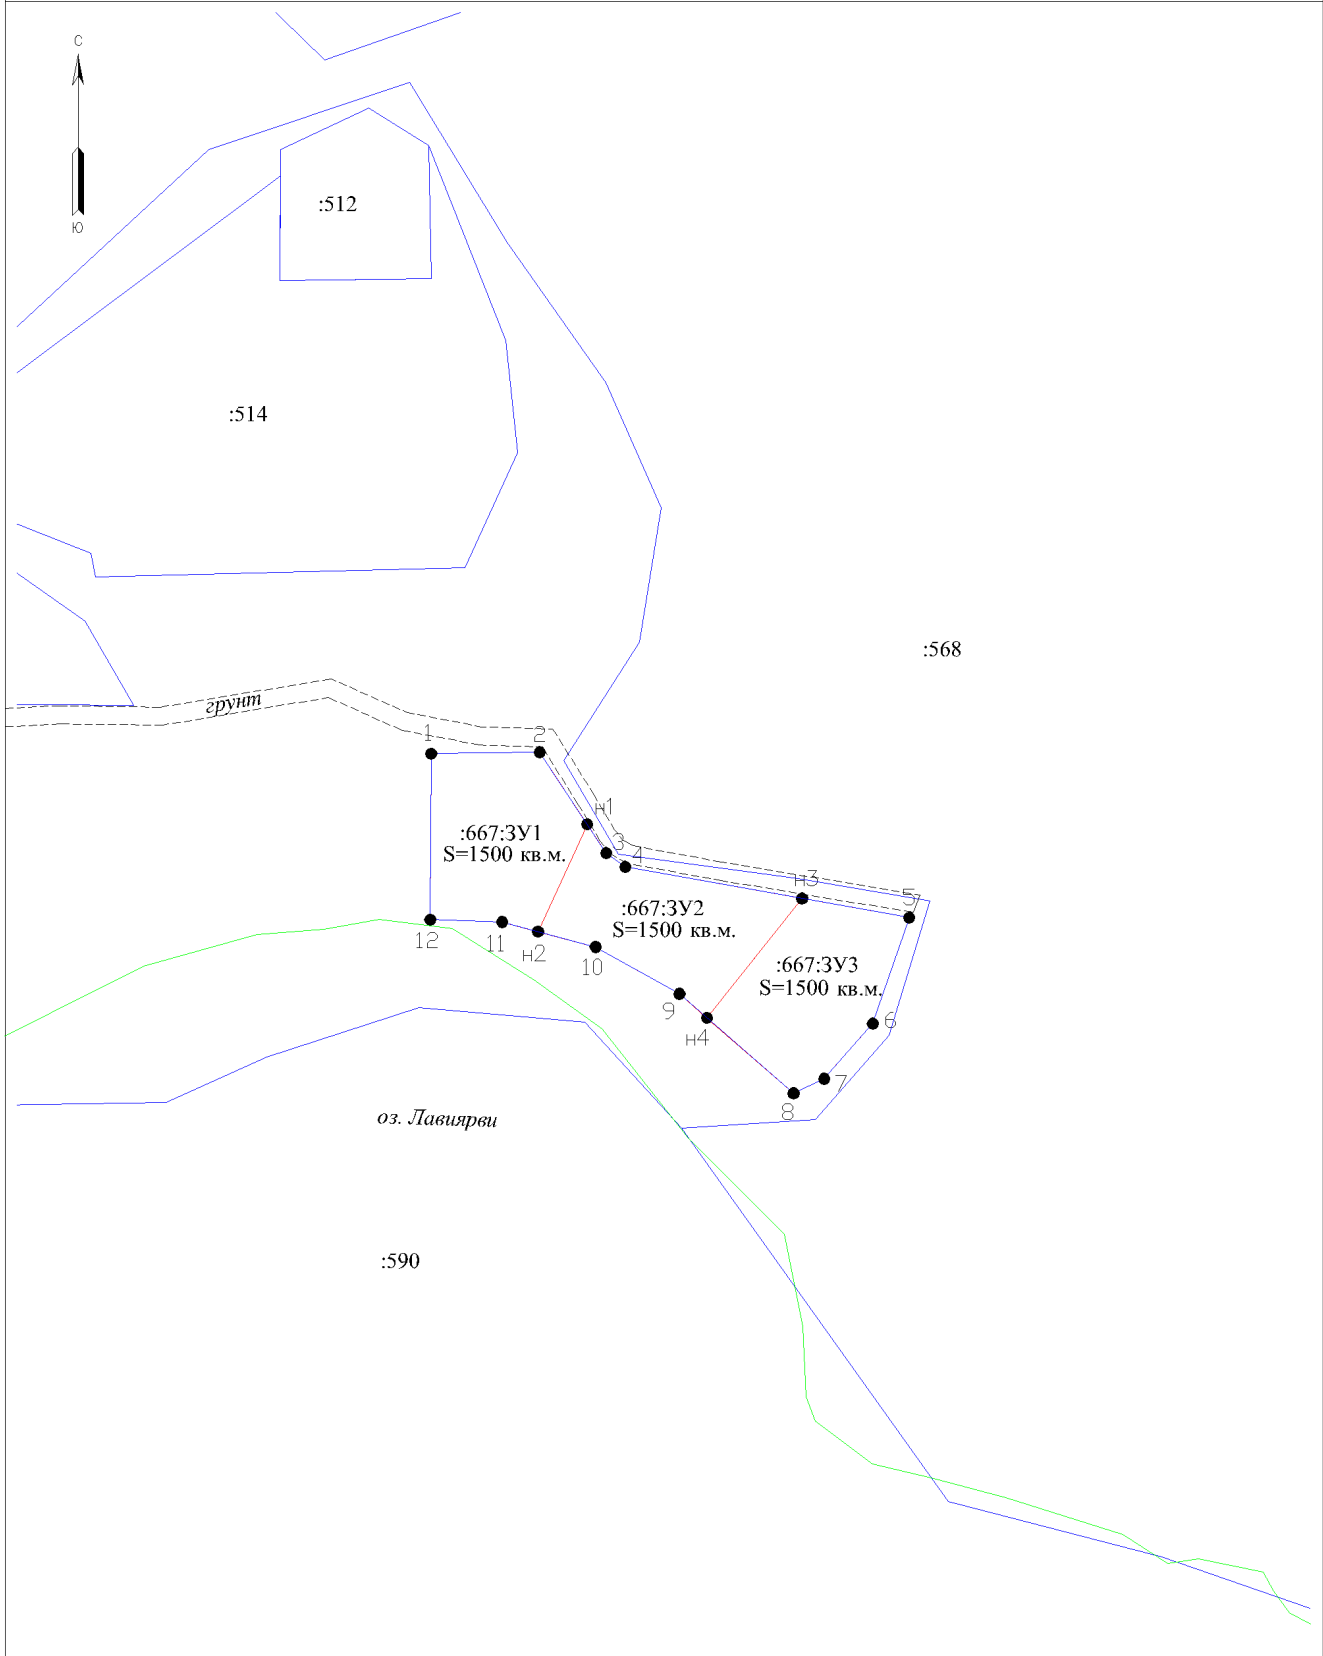 С
Ю
:512
:514
:568
грунт
1
2
н1
:667:ЗУ1
S=1500 кв.м.
3
4
н3
5
:667:ЗУ2
S=1500 кв.м.
12
11
н2
10
:667:ЗУ3
S=1500 кв.м.
9
н4
6
7
8
оз. Лавиярви
:590